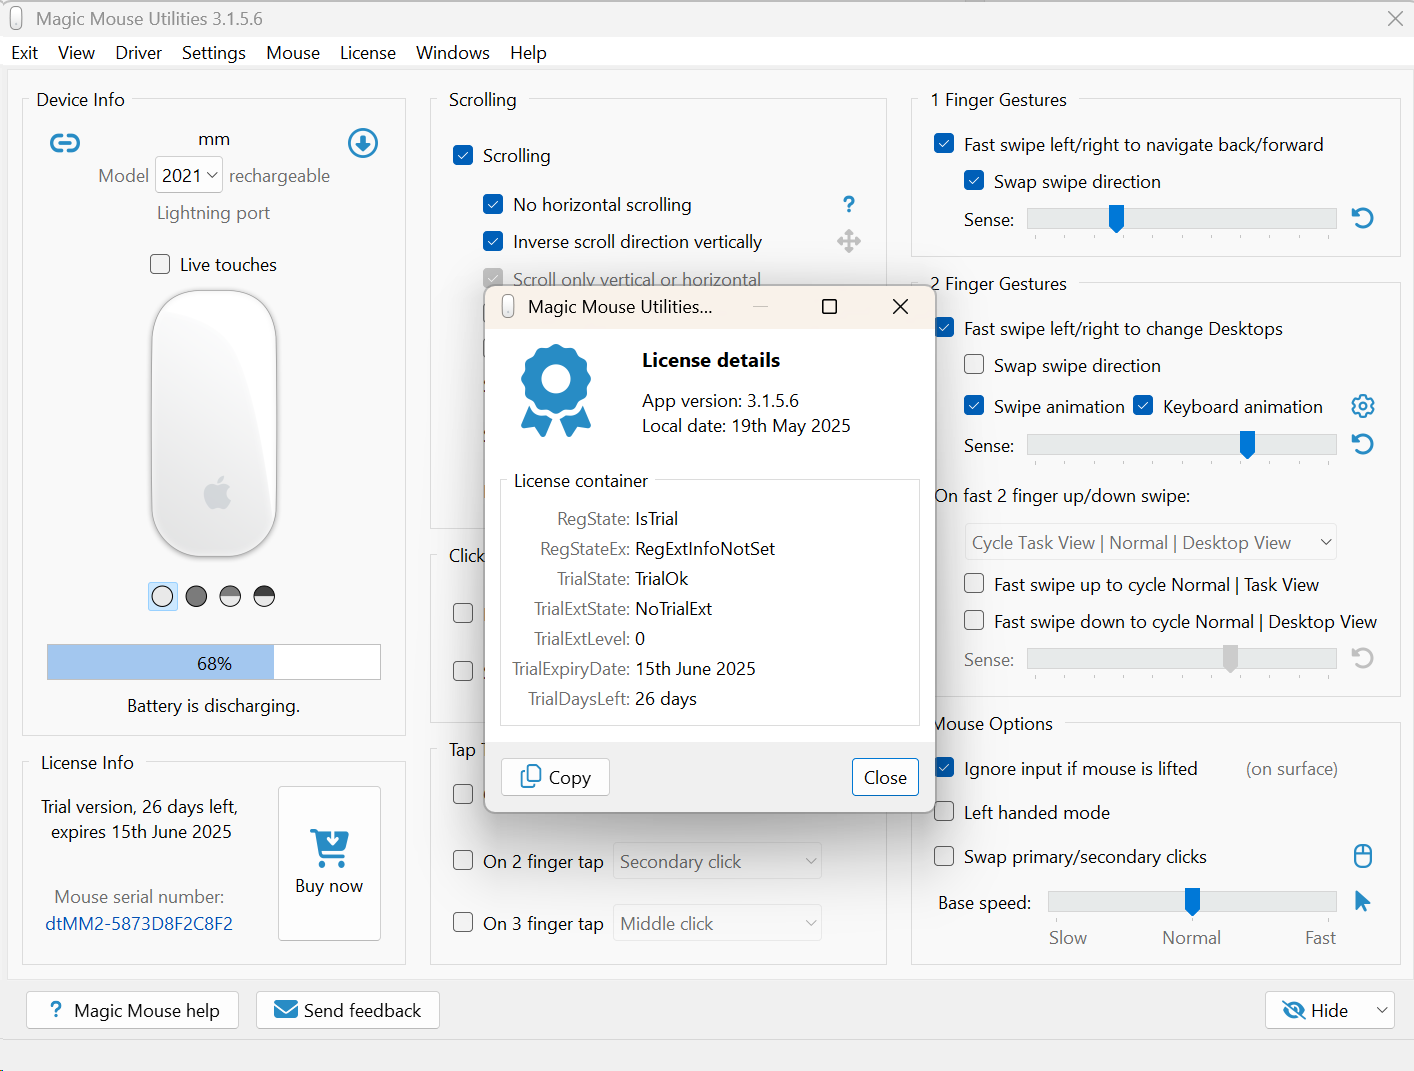 Magic Mouse Utilities 3.1.5.6
Exit View Driver Settings Mouse License Windows Help
Device Info
mm
Model 2021 rechargeable
Lightning port
Live touches
68%
Battery is discharging.
License Info
Trial version, 26 days left,
expires 15th June 2025
Mouse serial number:
dtMM2-5873D8F2C8F2
Buy now
Scrolling
Scrolling
No horizontal scrolling
?
Inverse scroll direction vertically
Scroll only vertical or horizontal
Click
Tap
On 2 finger tap Secondary click
On 3 finger tap Middle click
Magic Mouse Utilities...
License details
App version: 3.1.5.6
Local date: 19th May 2025
License container
RegState: IsTrial
RegStateEx: RegExtInfoNotSet
TrialState: TrialOk
TrialExtState: NoTrialExt
TrialExtLevel: 0
TrialExpiryDate: 15th June 2025
TrialDaysLeft: 26 days
Copy
Close
1 Finger Gestures
Fast swipe left/right to navigate back/forward
Swap swipe direction
Sense:
2 Finger Gestures
Fast swipe left/right to change Desktops
Swap swipe direction
Swipe animation Keyboard animation
Sense:
On fast 2 finger up/down swipe:
Cycle Task View | Normal | Desktop View
Fast swipe up to cycle Normal | Task View
Fast swipe down to cycle Normal | Desktop View
Sense:
Mouse Options
Ignore input if mouse is lifted (on surface)
Left handed mode
Swap primary/secondary clicks
Base speed:
Slow Normal Fast
? Magic Mouse help
Send feedback
Hide